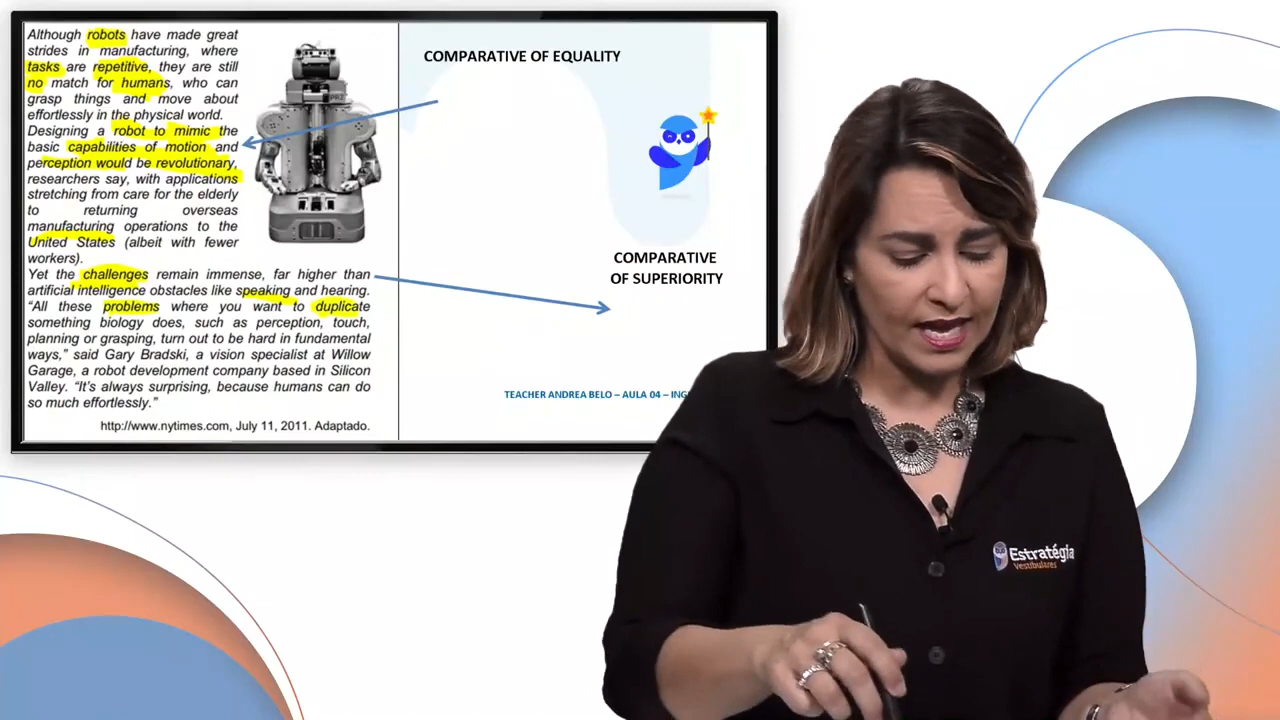 Although robots have made great
strides in manufacturing, where
tasks are repetitive, they are still
no match for humans, who can
grasp things and move about
effortlessly in the physical world.
Designing a robot to mimic the
basic capabilities of motion and
perception would be revolutionary,
researchers say, with applications
stretching from care for the elderly
to returning overseas
manufacturing operations to the
United States (albeit with fewer
workers).
Yet the challenges remain immense, far higher than
artificial intelligence obstacles like speaking and hearing.
“All these problems where you want to duplicate
something biology does, such as perception, touch,
planning or grasping, turn out to be hard in fundamental
ways,” said Gary Bradski, a vision specialist at Willow
Garage, a robot development company based in Silicon
Valley. “It’s always surprising, because humans can do
so much effortlessly.”
http://www.nytimes.com, July 11, 2011. Adaptado.
COMPARATIVE OF EQUALITY
COMPARATIVE
OF SUPERIORITY
TEACHER ANDREA BELO – AULA 04 –
Estratégia
Vestibulares